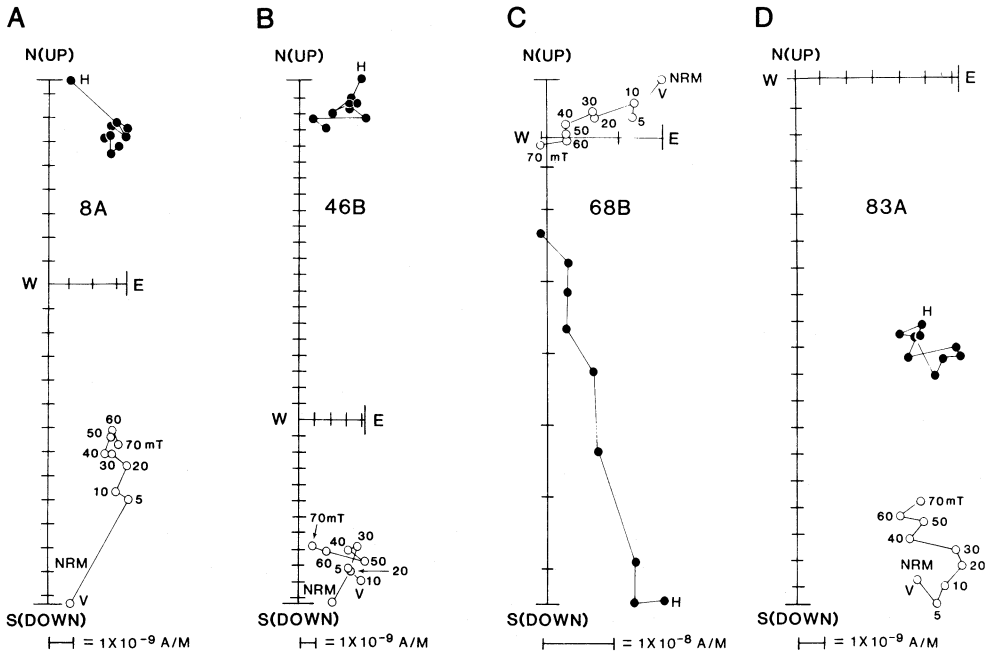 A
N(UP)
H
8A
W
E
60
50
70 mT
40
30
20
10
5
NRM
V
S(DOWN)
= 1X10⁻⁹ A/M
B
N(UP)
H
46B
W
E
70mT
30
40
60
50
5
20
10
NRM
V
S(DOWN)
= 1X10⁻⁹ A/M
C
N(UP)
NRM
V
10
30
5
40
20
50
W
E
60
70 mT
68B
H
S(DOWN)
= 1X10⁻⁸ A/M
D
N(UP)
W
E
83A
H
70mT
60
50
40
30
NRM
20
V
10
5
S(DOWN)
= 1X10⁻⁹ A/M